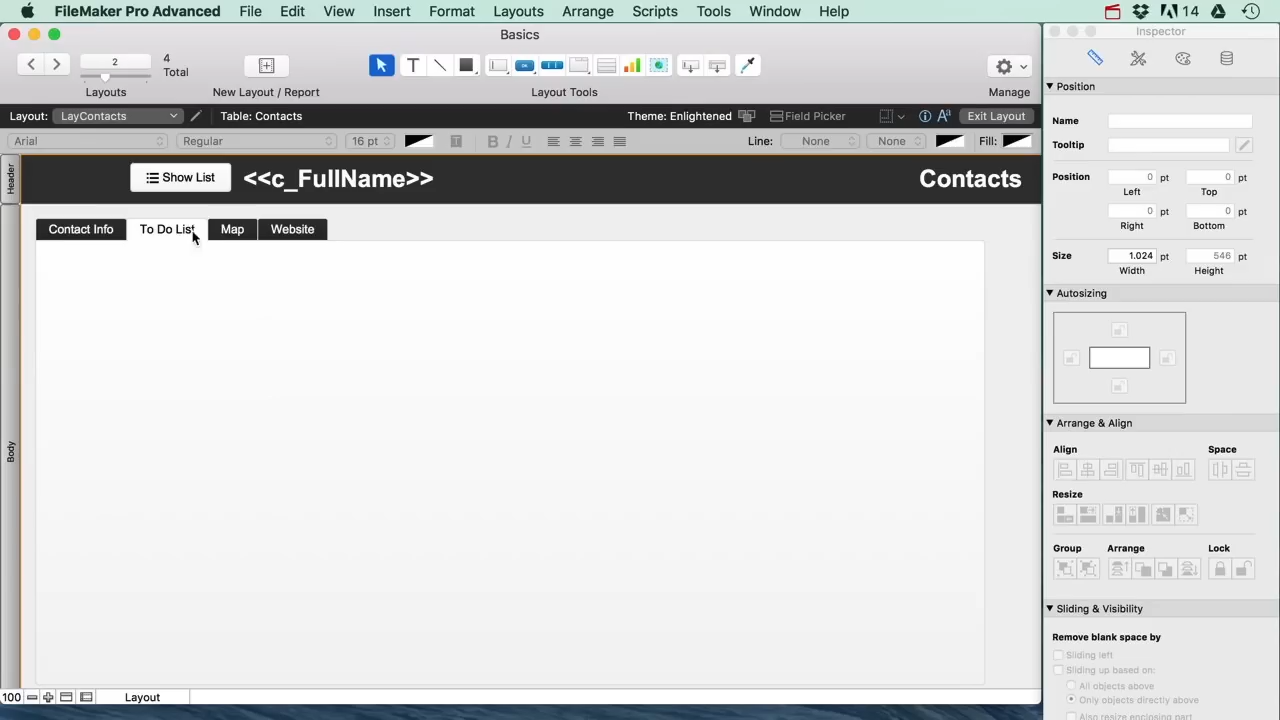 FileMaker Pro Advanced File Edit View Insert Format Layouts Arrange Scripts Tools Window Help 14
Basics
Inspector
2
4
Total
Layouts
New Layout / Report
Layout Tools
Manage
Layout: LayContacts Table: Contacts Theme: Enlightened Field Picker Exit Layout
Arial Regular 16 pt B I U Line: None None Fill:
Header
Show List <<c_FullName>> Contacts
Contact Info To Do List Map Website
Body
100 Layout
Position
Name
Tooltip
Position 0 pt 0 pt
Left Top
0 pt 0 pt
Right Bottom
Size 1.024 pt 546 pt
Width Height
Autosizing
Arrange & Align
Align Space
Resize
Group Arrange Lock
Sliding & Visibility
Remove blank space by
Sliding left
Sliding up based on:
All objects above
Only objects directly above
Also resize enclosing part